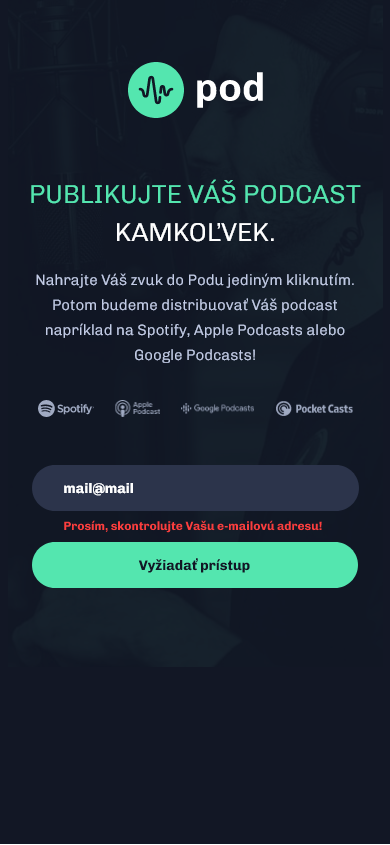 pod
PUBLIKUJTE VÁŠ PODCAST
KAMKOĽVEK.
Nahrajte Váš zvuk do Podu jediným kliknutím.
Potom budeme distribuovať Váš podcast
napríklad na Spotify, Apple Podcasts alebo
Google Podcasts!
Spotify
Apple
Podcast
Google Podcasts
Pocket Casts
mail@mail
Prosím, skontrolujte Vašu e-mailovú adresu!
Vyžiadať prístup